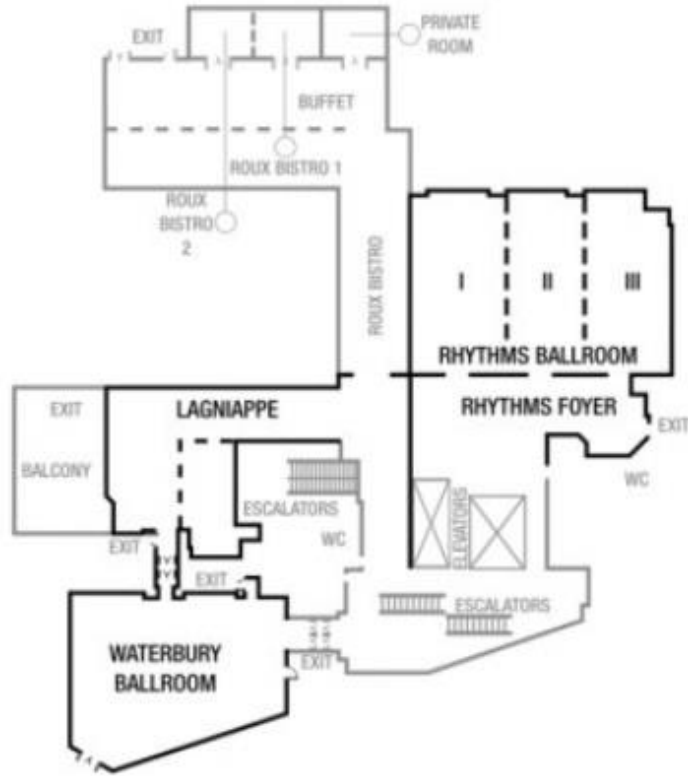 PRIVATE
ROOM
EXIT
BUFFET
ROUX BISTRO 1
ROUX
BISTRO
2
ROUX BISTRO
I
II
III
RHYTHMS BALLROOM
LAGNIAPPE
RHYTHMS FOYER
EXIT
EXIT
BALCONY
WC
ESCALATORS
ELEVATORS
WC
EXIT
EXIT
ESCALATORS
WATERBURY
BALLROOM
EXIT